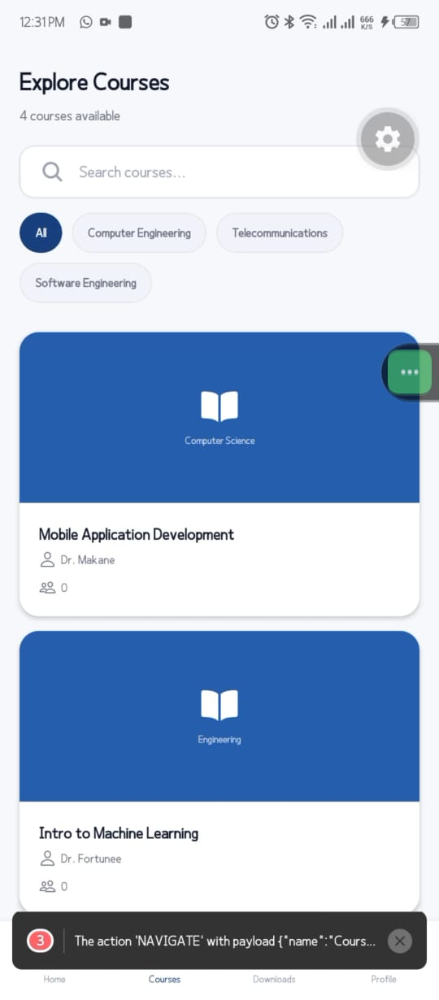 12:31 PM 666 K/S 57
Explore Courses
4 courses available
Search courses...
All Computer Engineering Telecommunications
Software Engineering
Computer Science
Mobile Application Development
Dr. Makane
0
Engineering
Intro to Machine Learning
Dr. Fortunee
0
3 The action 'NAVIGATE' with payload {"name":"Cours...
Home Courses Downloads Profile